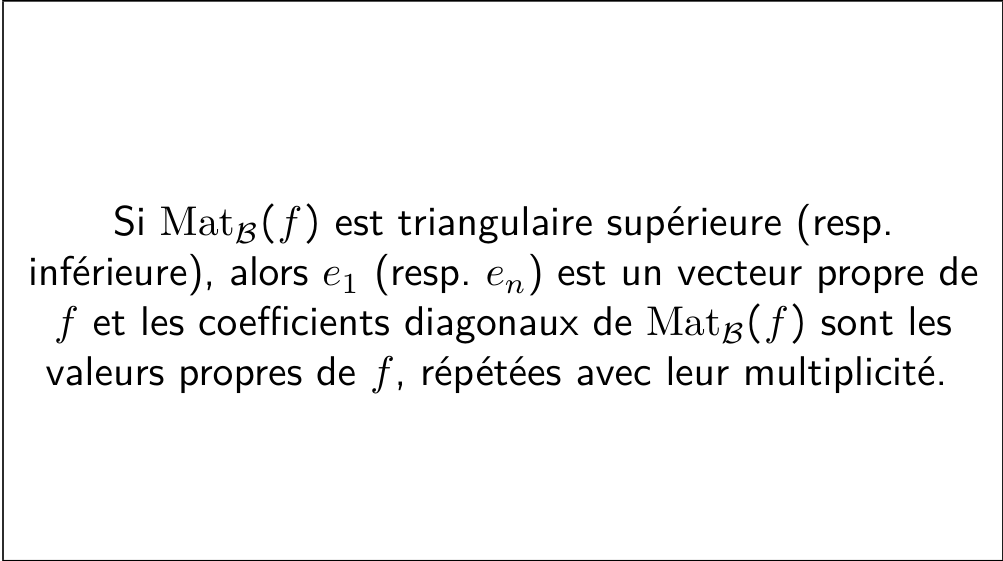 Si Mat_ℬ(f) est triangulaire supérieure (resp.
inférieure), alors e₁ (resp. eₙ) est un vecteur propre de
f et les coefficients diagonaux de Mat_ℬ(f) sont les
valeurs propres de f, répétées avec leur multiplicité.